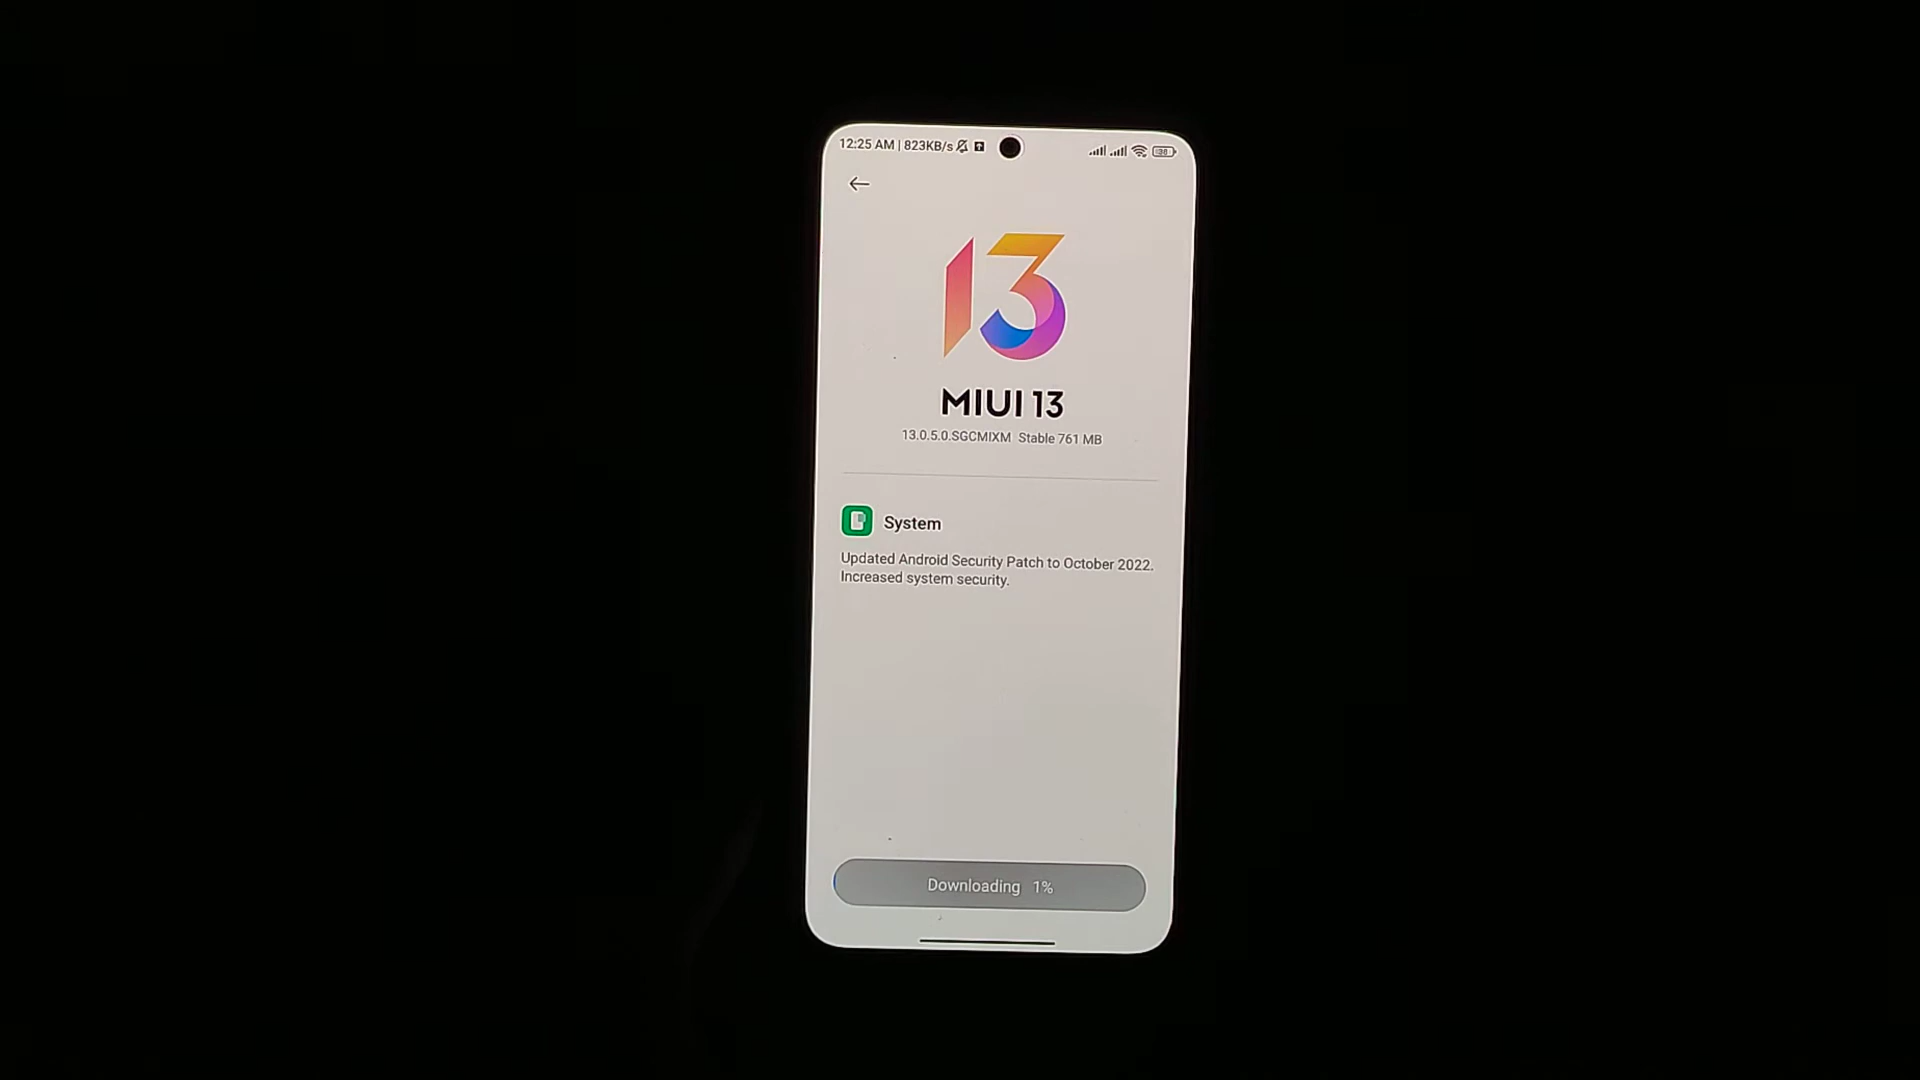 12:25 AM | 823KB/s
13
MIUI 13
13.0.5.0.SGCMIXM Stable 761 MB
System
Updated Android Security Patch to October 2022.
Increased system security.
Downloading 1%